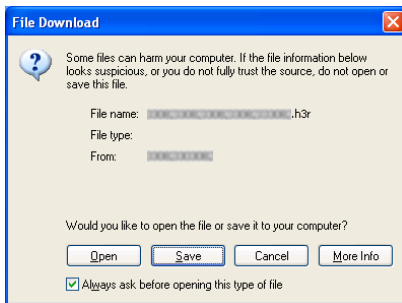 File Download
Some files can harm your computer. If the file information below
looks suspicious, or you do not fully trust the source, do not open or
save this file.
File name: .h3r
File type:
From:
Would you like to open the file or save it to your computer?
Open Save Cancel More Info
Always ask before opening this type of file